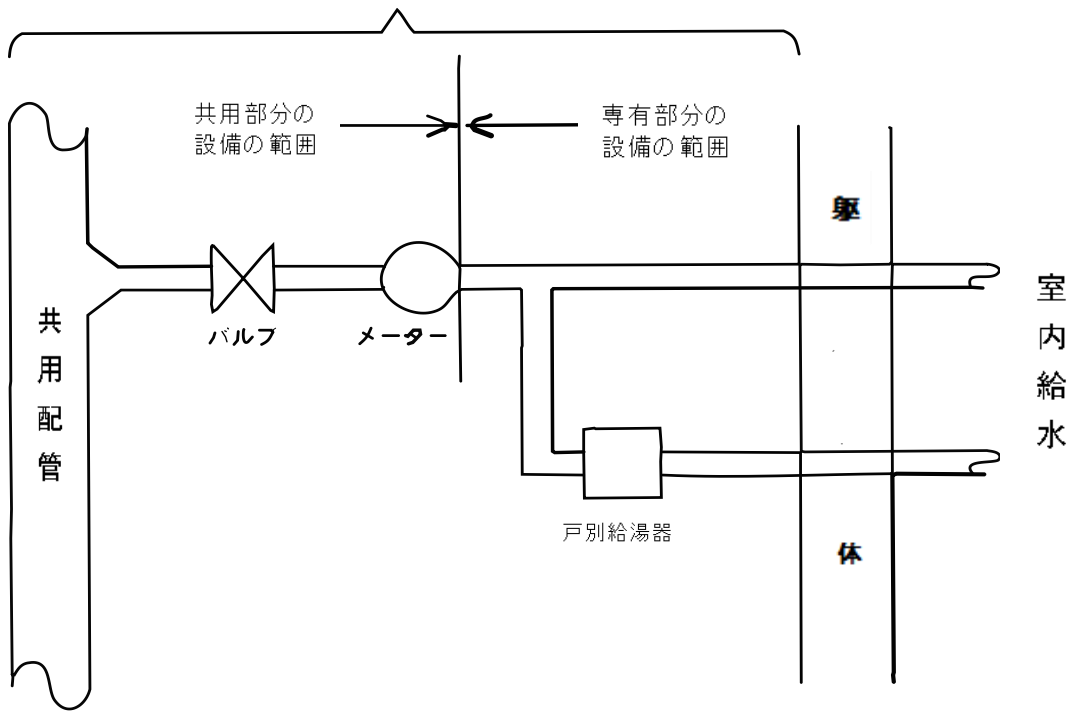 共用部分の
設備の範囲
専有部分の
設備の範囲
躯
体
共用配管
バルブ
メーター
戸別給湯器
室内給水